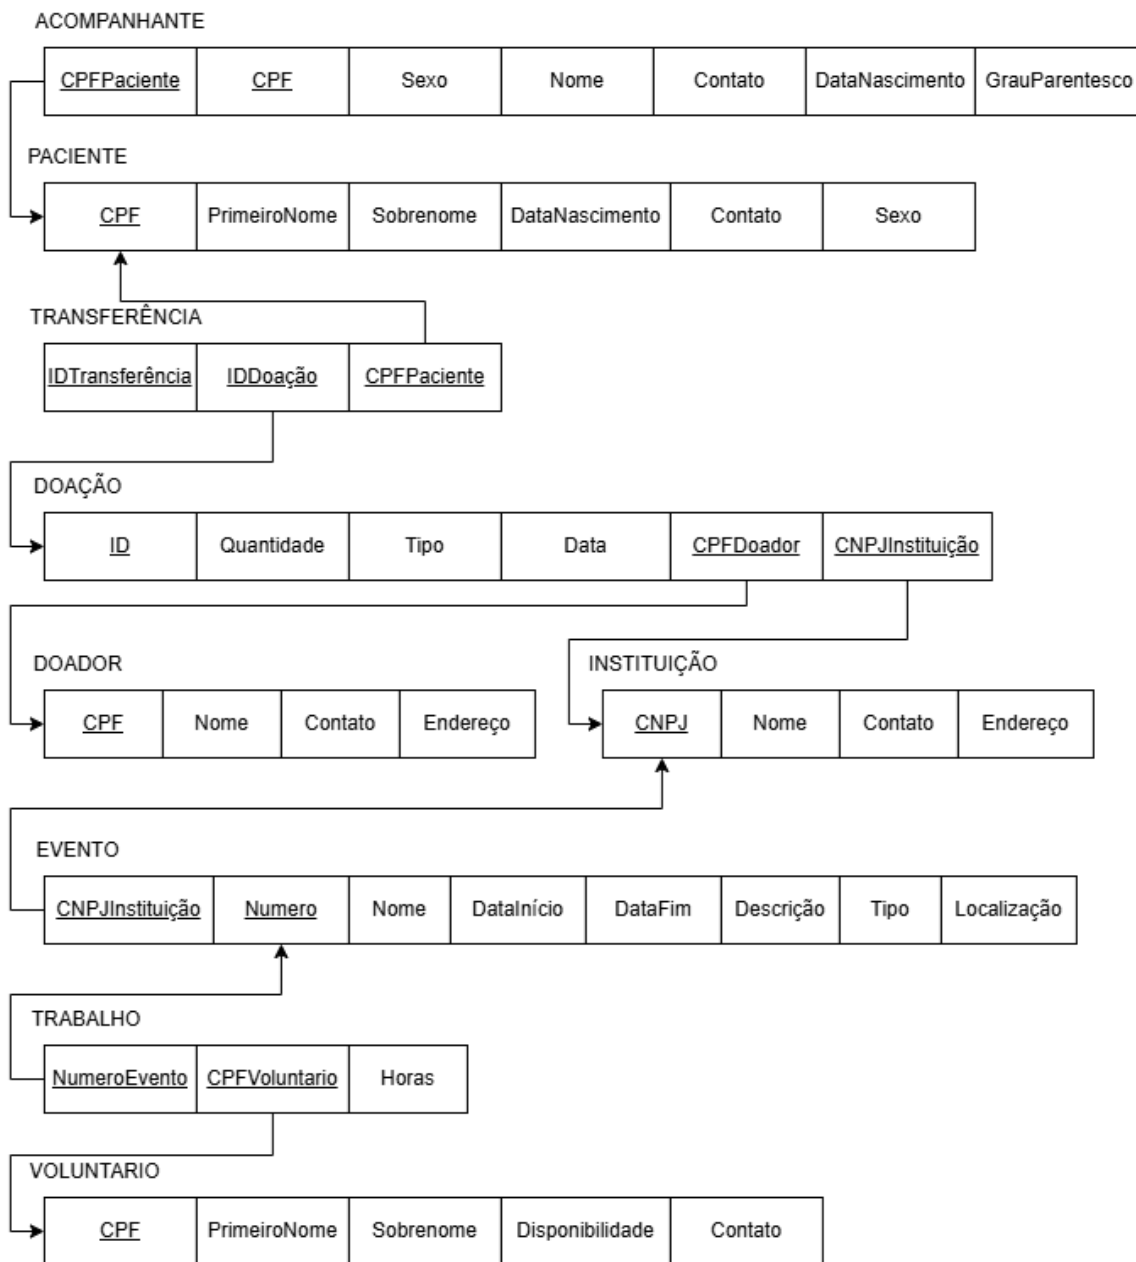 ACOMPANHANTE
CPFPaciente CPF Sexo Nome Contato DataNascimento GrauParentesco
PACIENTE
CPF PrimeiroNome Sobrenome DataNascimento Contato Sexo
TRANSFERÊNCIA
IDTransferência IDDoação CPFPaciente
DOAÇÃO
ID Quantidade Tipo Data CPFDoador CNPJInstituição
DOADOR INSTITUIÇÃO
CPF Nome Contato Endereço CNPJ Nome Contato Endereço
EVENTO
CNPJInstituição Numero Nome DataInício DataFim Descrição Tipo Localização
TRABALHO
NumeroEvento CPFVoluntario Horas
VOLUNTARIO
CPF PrimeiroNome Sobrenome Disponibilidade Contato